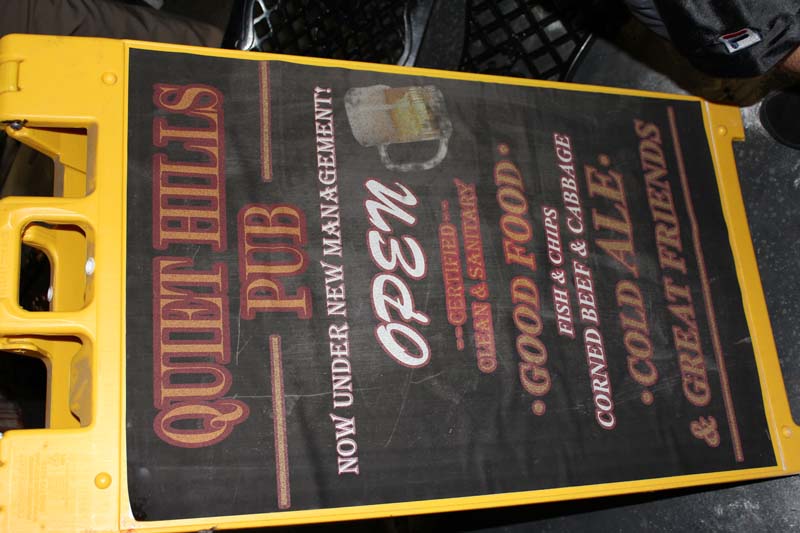 QUIET HILLS
PUB
NOW UNDER NEW MANAGEMENT!
OPEN
--CERTIFIED--
CLEAN & SANITARY
• GOOD FOOD •
FISH & CHIPS
CORNED BEEF & CABBAGE
• COLD ALE •
& GREAT FRIENDS
FILA